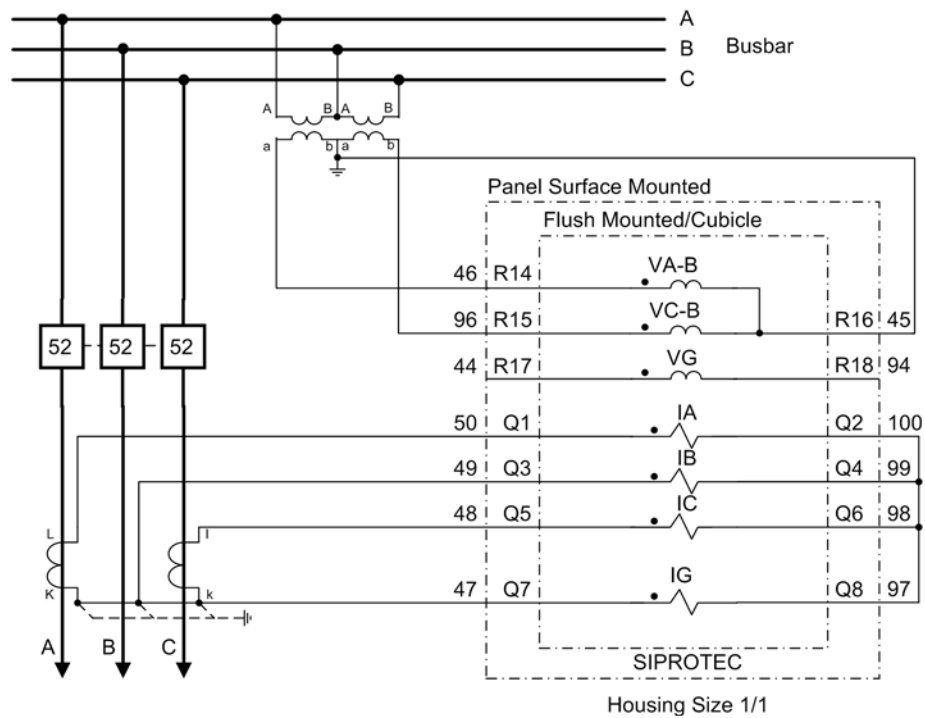 A
B Busbar
C
A B A B
a b a b
Panel Surface Mounted
Flush Mounted/Cubicle
46 R14 VA-B
96 R15 VC-B R16 45
44 R17 VG R18 94
52 52 52
50 Q1 IA Q2 100
49 Q3 IB Q4 99
48 Q5 IC Q6 98
L l
K k
47 Q7 IG Q8 97
A B C
SIPROTEC
Housing Size 1/1